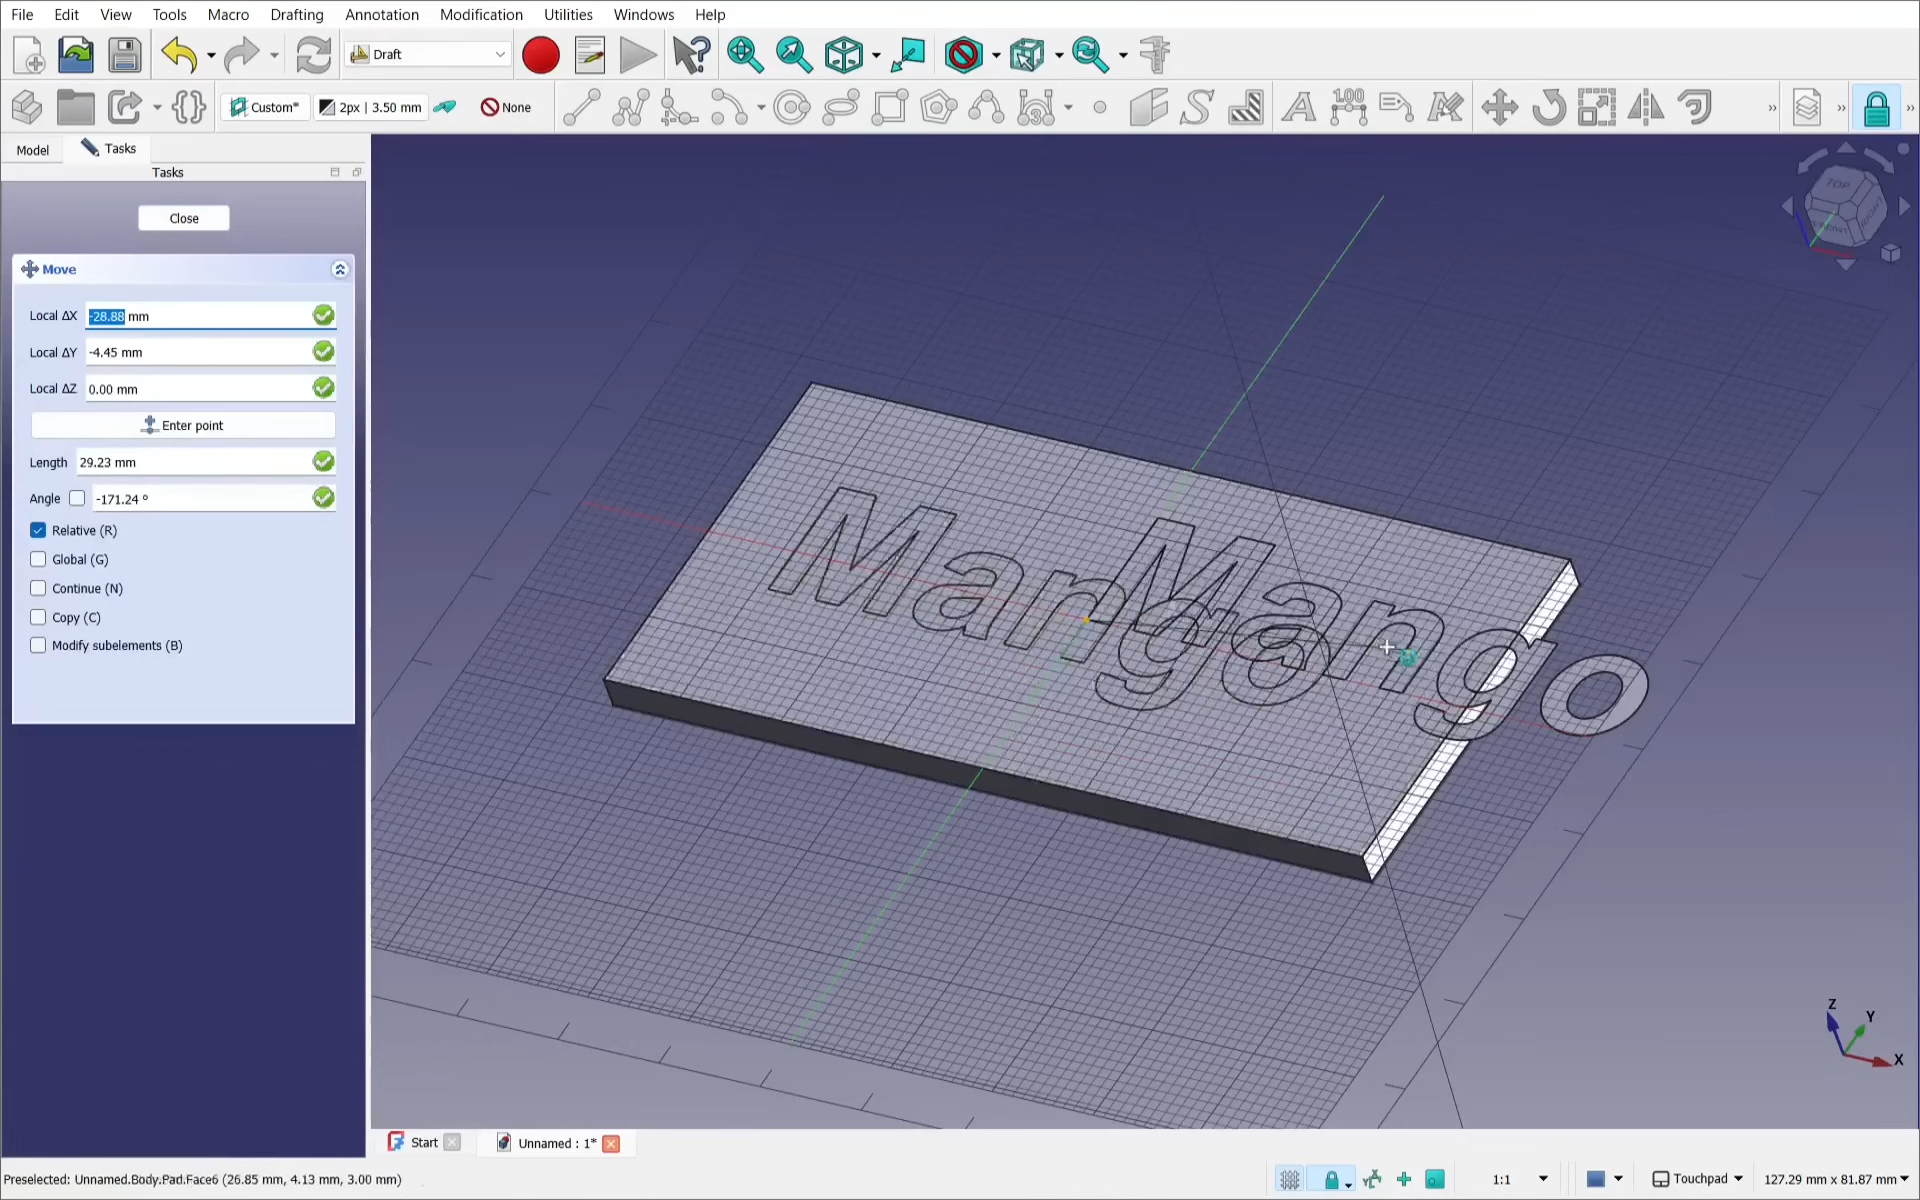 File Edit View Tools Macro Drafting Annotation Modification Utilities Windows Help
Draft
Custom* 2px | 3.50 mm None
Model Tasks
Tasks
Close
Move
Local ΔX -28.88 mm
Local ΔY -4.45 mm
Local ΔZ 0.00 mm
Enter point
Length 29.23 mm
Angle -171.24 °
Relative (R)
Global (G)
Continue (N)
Copy (C)
Modify subelements (B)
TOP
FRONT
RIGHT
Mango
Mango
Z
Y
X
Start Unnamed : 1*
Preselected: Unnamed.Body.Pad.Face6 (26.85 mm, 4.13 mm, 3.00 mm) 1:1 Touchpad 127.29 mm x 81.87 mm